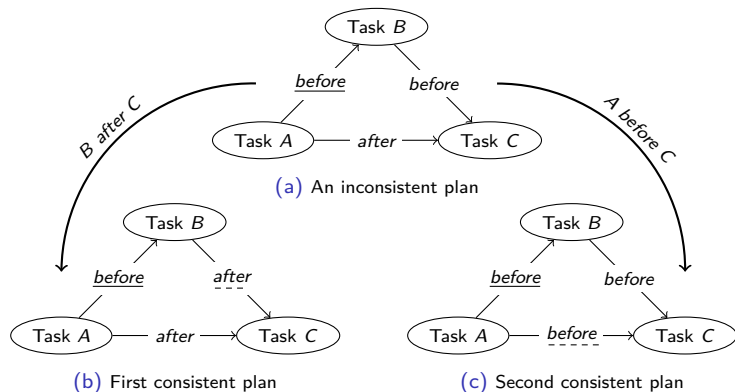 Task B
before
before
B after C
A before C
Task A
after
Task C
(a) An inconsistent plan
Task B
Task B
before
after
before
before
Task A
after
Task C
Task A
before
Task C
(b) First consistent plan
(c) Second consistent plan